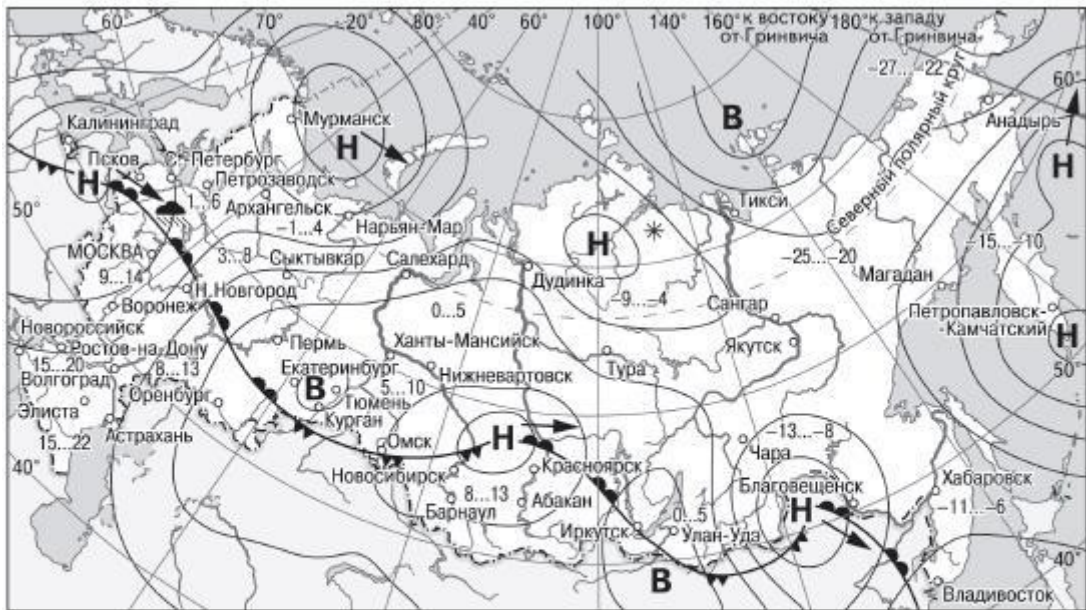 60° 70° -20° 80° 40° 60° 100° 140° 160° к востоку 180° к западу
от Гринвича от Гринвича
-27...-22
60°
Северный полярный круг
Мурманск
В
Калининград
Н
Анадырь
Н
Псков
С.-Петербург
Н
Петрозаводск
1...6
Тикси
50°
Архангельск
-1...4
Нарьян-Мар
Н
-15...-10
МОСКВА
3...8
Сыктывкар
Салехард
-25...-20
9...14
Дудинка
Магадан
Н.Новгород
-9...-4
Воронеж
0...5
Сангар
Петропавловск-
-Камчатский
Новороссийск
Пермь
Ханты-Мансийск
Якутск
Н
Ростов-на Дону
Екатеринбург
Тура
15...20
8...13
В
5...10
Нижневартовск
50°
Волгоград
Оренбург
Тюмень
Элиста
Курган
-13...-8
15...22
Астрахань
Омск
Н
Чара
40°
Новосибирск
Красноярск
Благовещенск
Хабаровск
8...13
Барнаул
Абакан
0...5
Н
-11...-6
Иркутск
Улан-Удэ
В
40°
Владивосток